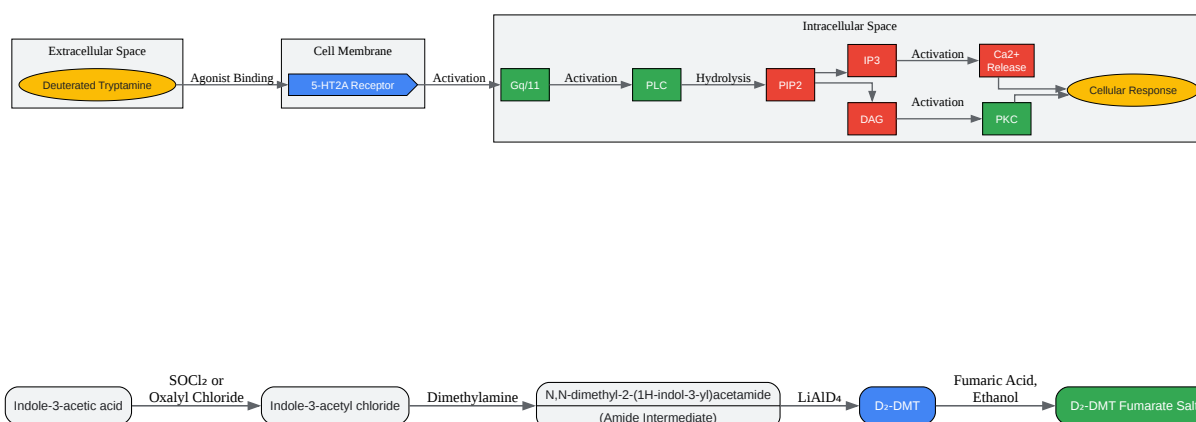 Intracellular Space
Extracellular Space
Cell Membrane
Deuterated Tryptamine
Agonist Binding
5-HT2A Receptor
Activation
Gq/11
Activation
PLC
Hydrolysis
PIP2
IP3
Activation
Ca2+
Release
DAG
Activation
PKC
Cellular Response
Indole-3-acetic acid
SOCl₂ or
Oxalyl Chloride
Indole-3-acetyl chloride
Dimethylamine
N,N-dimethyl-2-(1H-indol-3-yl)acetamide
(Amide Intermediate)
LiAlD₄
D₂-DMT
Fumaric Acid,
Ethanol
D₂-DMT Fumarate Salt